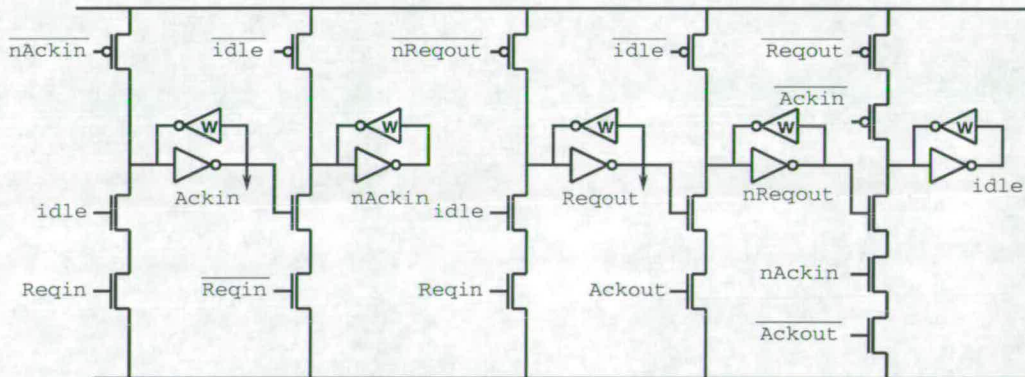 nAckin
idle
nReqout
idle
Reqout
Ackin
W
W
W
W
W
Ackin
nAckin
Reqout
nReqout
idle
idle
idle
Reqin
Reqin
Reqin
Ackout
nAckin
Ackout